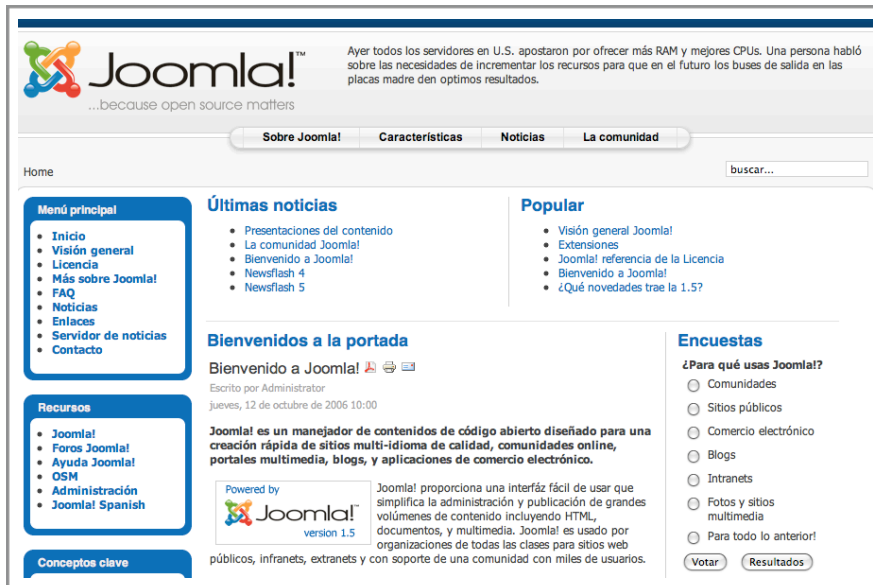 Joomla!™
...because open source matters
Ayer todos los servidores en U.S. apostaron por ofrecer más RAM y mejores CPUs. Una persona habló
sobre las necesidades de incrementar los recursos para que en el futuro los buses de salida en las
placas madre den optimos resultados.
Sobre Joomla! Características Noticias La comunidad
Home
buscar...
Menú principal
Inicio
Visión general
Licencia
Más sobre Joomla!
FAQ
Noticias
Enlaces
Servidor de noticias
Contacto
Recursos
Joomla!
Foros Joomla!
Ayuda Joomla!
OSM
Administración
Joomla! Spanish
Conceptos clave
Últimas noticias
Presentaciones del contenido
La comunidad Joomla!
Bienvenido a Joomla!
Newsflash 4
Newsflash 5
Popular
Visión general Joomla!
Extensiones
Joomla! referencia de la Licencia
Bienvenido a Joomla!
¿Qué novedades trae la 1.5?
Bienvenidos a la portada
Bienvenido a Joomla!
Escrito por Administrator
jueves, 12 de octubre de 2006 10:00
Joomla! es un manejador de contenidos de código abierto diseñado para una
creación rápida de sitios multi-idioma de calidad, comunidades online,
portales multimedia, blogs, y aplicaciones de comercio electrónico.
Powered by
Joomla!
version 1.5
Joomla! proporciona una interfáz fácil de usar que
simplifica la administración y publicación de grandes
volúmenes de contenido incluyendo HTML,
documentos, y multimedia. Joomla! es usado por
organizaciones de todas las clases para sitios web
públicos, infranets, extranets y con soporte de una comunidad con miles de usuarios.
Encuestas
¿Para qué usas Joomla!?
Comunidades
Sitios públicos
Comercio electrónico
Blogs
Intranets
Fotos y sitios
multimedia
Para todo lo anterior!
Votar Resultados